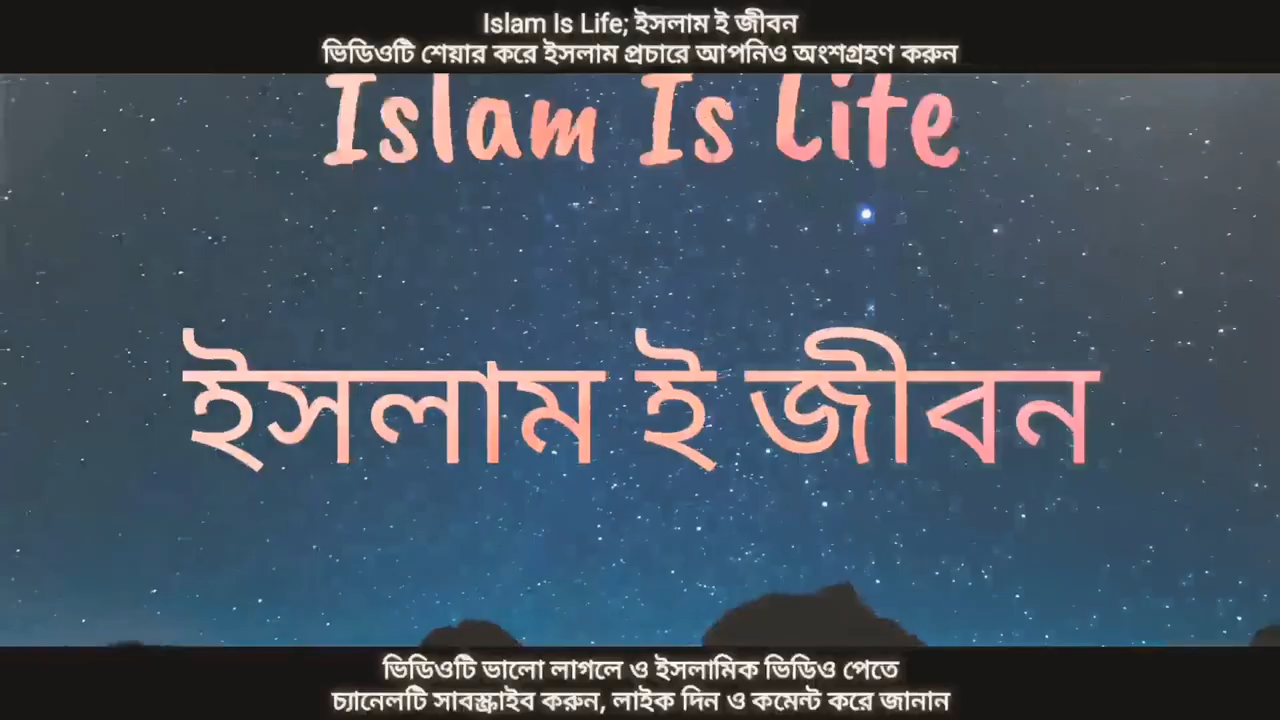 Islam Is Life; ইসলাম ই জীবন
ভিডিওটি শেয়ার করে ইসলাম প্রচারে আপনিও অংশগ্রহণ করুন
Islam Is Life
ইসলাম ই জীবন
ভিডিওটি ভালো লাগলে ও ইসলামিক ভিডিও পেতে
চ্যানেলটি সাবস্ক্রাইব করুন, লাইক দিন ও কমেন্ট করে জানান